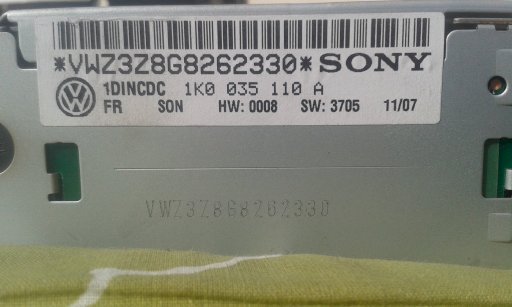 *VWZ3Z8G8262330* SONY
1DINCDC 1K0 035 110 A
FR SON HW: 0008 SW: 3705 11/07
VWZ3Z8G8262330